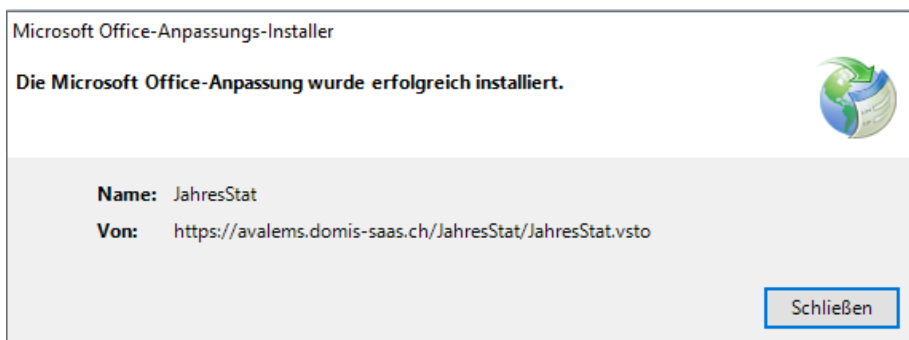 Microsoft Office-Anpassungs-Installer
Die Microsoft Office-Anpassung wurde erfolgreich installiert.
Name: JahresStat
Von: https://avalems.domis-saas.ch/JahresStat/JahresStat.vsto
Schließen